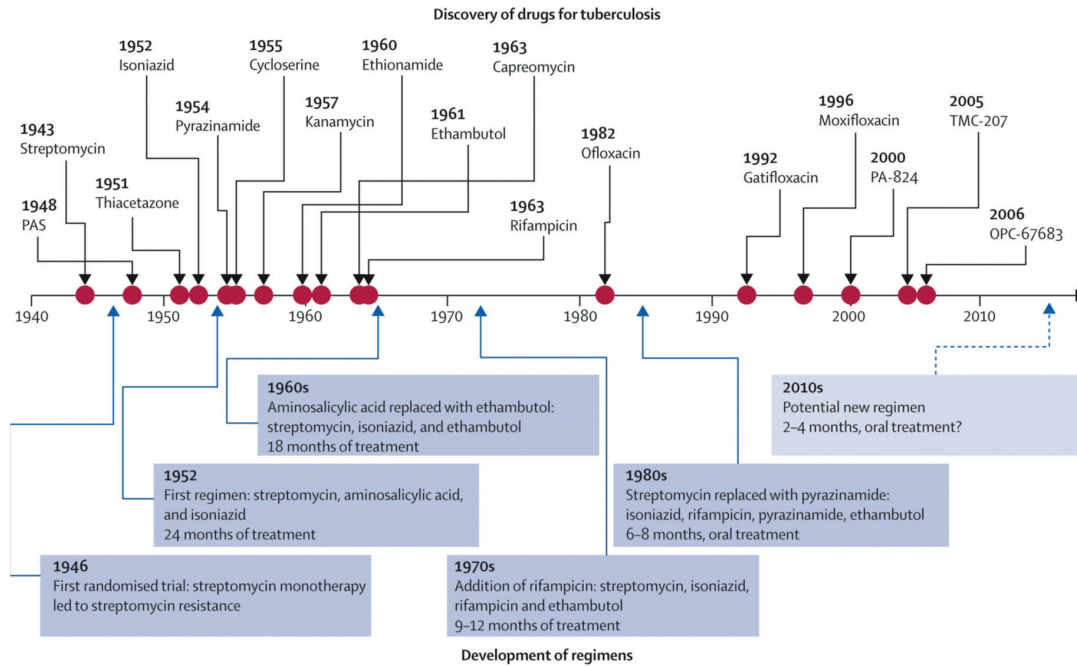 Discovery of drugs for tuberculosis
1943
Streptomycin
1948
PAS
1951
Thiacetazone
1952
Isoniazid
1954
Pyrazinamide
1955
Cycloserine
1957
Kanamycin
1960
Ethionamide
1961
Ethambutol
1963
Capreomycin
1963
Rifampicin
1982
Ofloxacin
1992
Gatifloxacin
1996
Moxifloxacin
2000
PA-824
2005
TMC-207
2006
OPC-67683
1940 1950 1960 1970 1980 1990 2000 2010
1960s
Aminosalicylic acid replaced with ethambutol:
streptomycin, isoniazid, and ethambutol
18 months of treatment
2010s
Potential new regimen
2–4 months, oral treatment?
1952
First regimen: streptomycin, aminosalicylic acid,
and isoniazid
24 months of treatment
1980s
Streptomycin replaced with pyrazinamide:
isoniazid, rifampicin, pyrazinamide, ethambutol
6–8 months, oral treatment
1946
First randomised trial: streptomycin monotherapy
led to streptomycin resistance
1970s
Addition of rifampicin: streptomycin, isoniazid,
rifampicin and ethambutol
9–12 months of treatment
Development of regimens